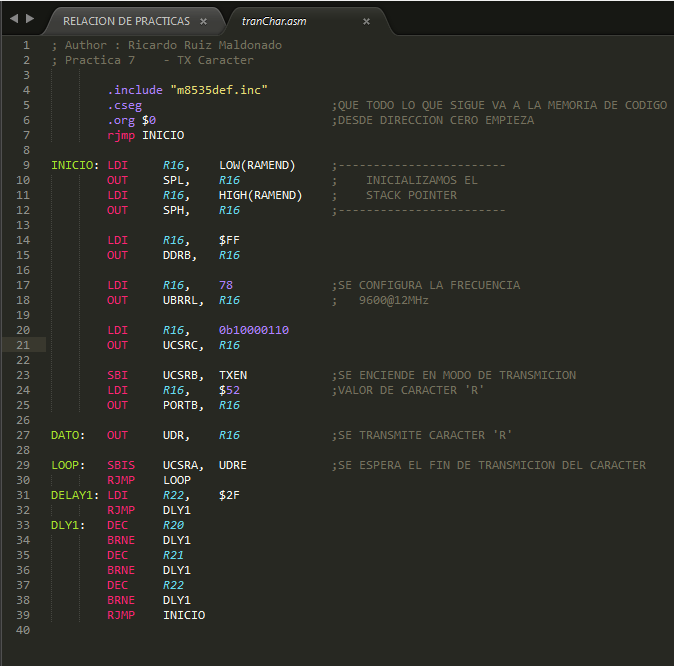 RELACION DE PRACTICAS × tranChar.asm ×
1 ; Author : Ricardo Ruiz Maldonado
2 ; Practica 7    - TX Caracter
3
4 .include "m8535def.inc"
5 .cseg ;QUE TODO LO QUE SIGUE VA A LA MEMORIA DE CODIGO
6 .org $0 ;DESDE DIRECCION CERO EMPIEZA
7 rjmp INICIO
8
9 INICIO: LDI R16, LOW(RAMEND) ;------------------------
10 OUT SPL, R16 ; INICIALIZAMOS EL
11 LDI R16, HIGH(RAMEND) ; STACK POINTER
12 OUT SPH, R16 ;------------------------
13
14 LDI R16, $FF
15 OUT DDRB, R16
16
17 LDI R16, 78 ;SE CONFIGURA LA FRECUENCIA
18 OUT UBRRL, R16 ; 9600@12MHz
19
20 LDI R16, 0b10000110
21 OUT UCSRC, R16
22
23 SBI UCSRB, TXEN ;SE ENCIENDE EN MODO DE TRANSMICION
24 LDI R16, $52 ;VALOR DE CARACTER 'R'
25 OUT PORTB, R16
26
27 DATO: OUT UDR, R16 ;SE TRANSMITE CARACTER 'R'
28
29 LOOP: SBIS UCSRA, UDRE ;SE ESPERA EL FIN DE TRANSMICION DEL CARACTER
30 RJMP LOOP
31 DELAY1: LDI R22, $2F
32 RJMP DLY1
33 DLY1: DEC R20
34 BRNE DLY1
35 DEC R21
36 BRNE DLY1
37 DEC R22
38 BRNE DLY1
39 RJMP INICIO
40